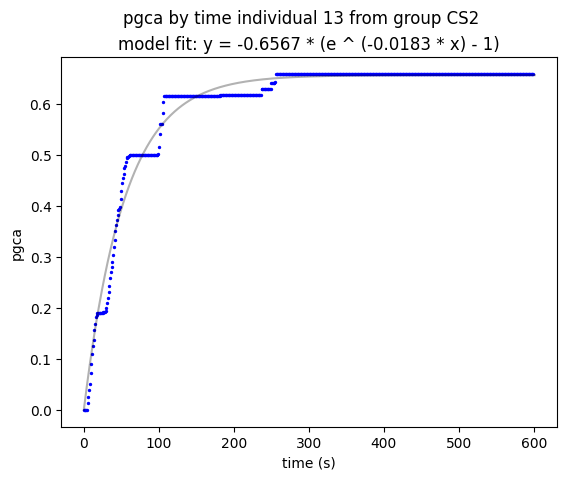 pgca by time individual 13 from group CS2
model fit: y = -0.6567 * (e ^ (-0.0183 * x) - 1)
0.6
0.5
0.4
0.3
0.2
0.1
0.0
pgca
0 100 200 300 400 500 600
time (s)